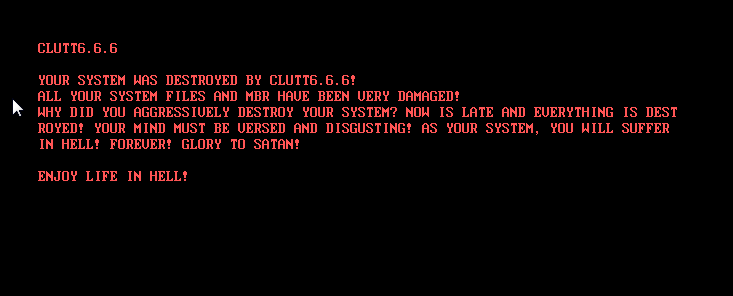 CLUTT6.6.6
YOUR SYSTEM WAS DESTROYED BY CLUTT6.6.6!
ALL YOUR SYSTEM FILES AND MBR HAVE BEEN VERY DAMAGED!
WHY DID YOU AGGRESSIVELY DESTROY YOUR SYSTEM? NOW IS LATE AND EVERYTHING IS DEST
ROYED! YOUR MIND MUST BE VERSED AND DISGUSTING! AS YOUR SYSTEM, YOU WILL SUFFER
IN HELL! FOREVER! GLORY TO SATAN!
ENJOY LIFE IN HELL!